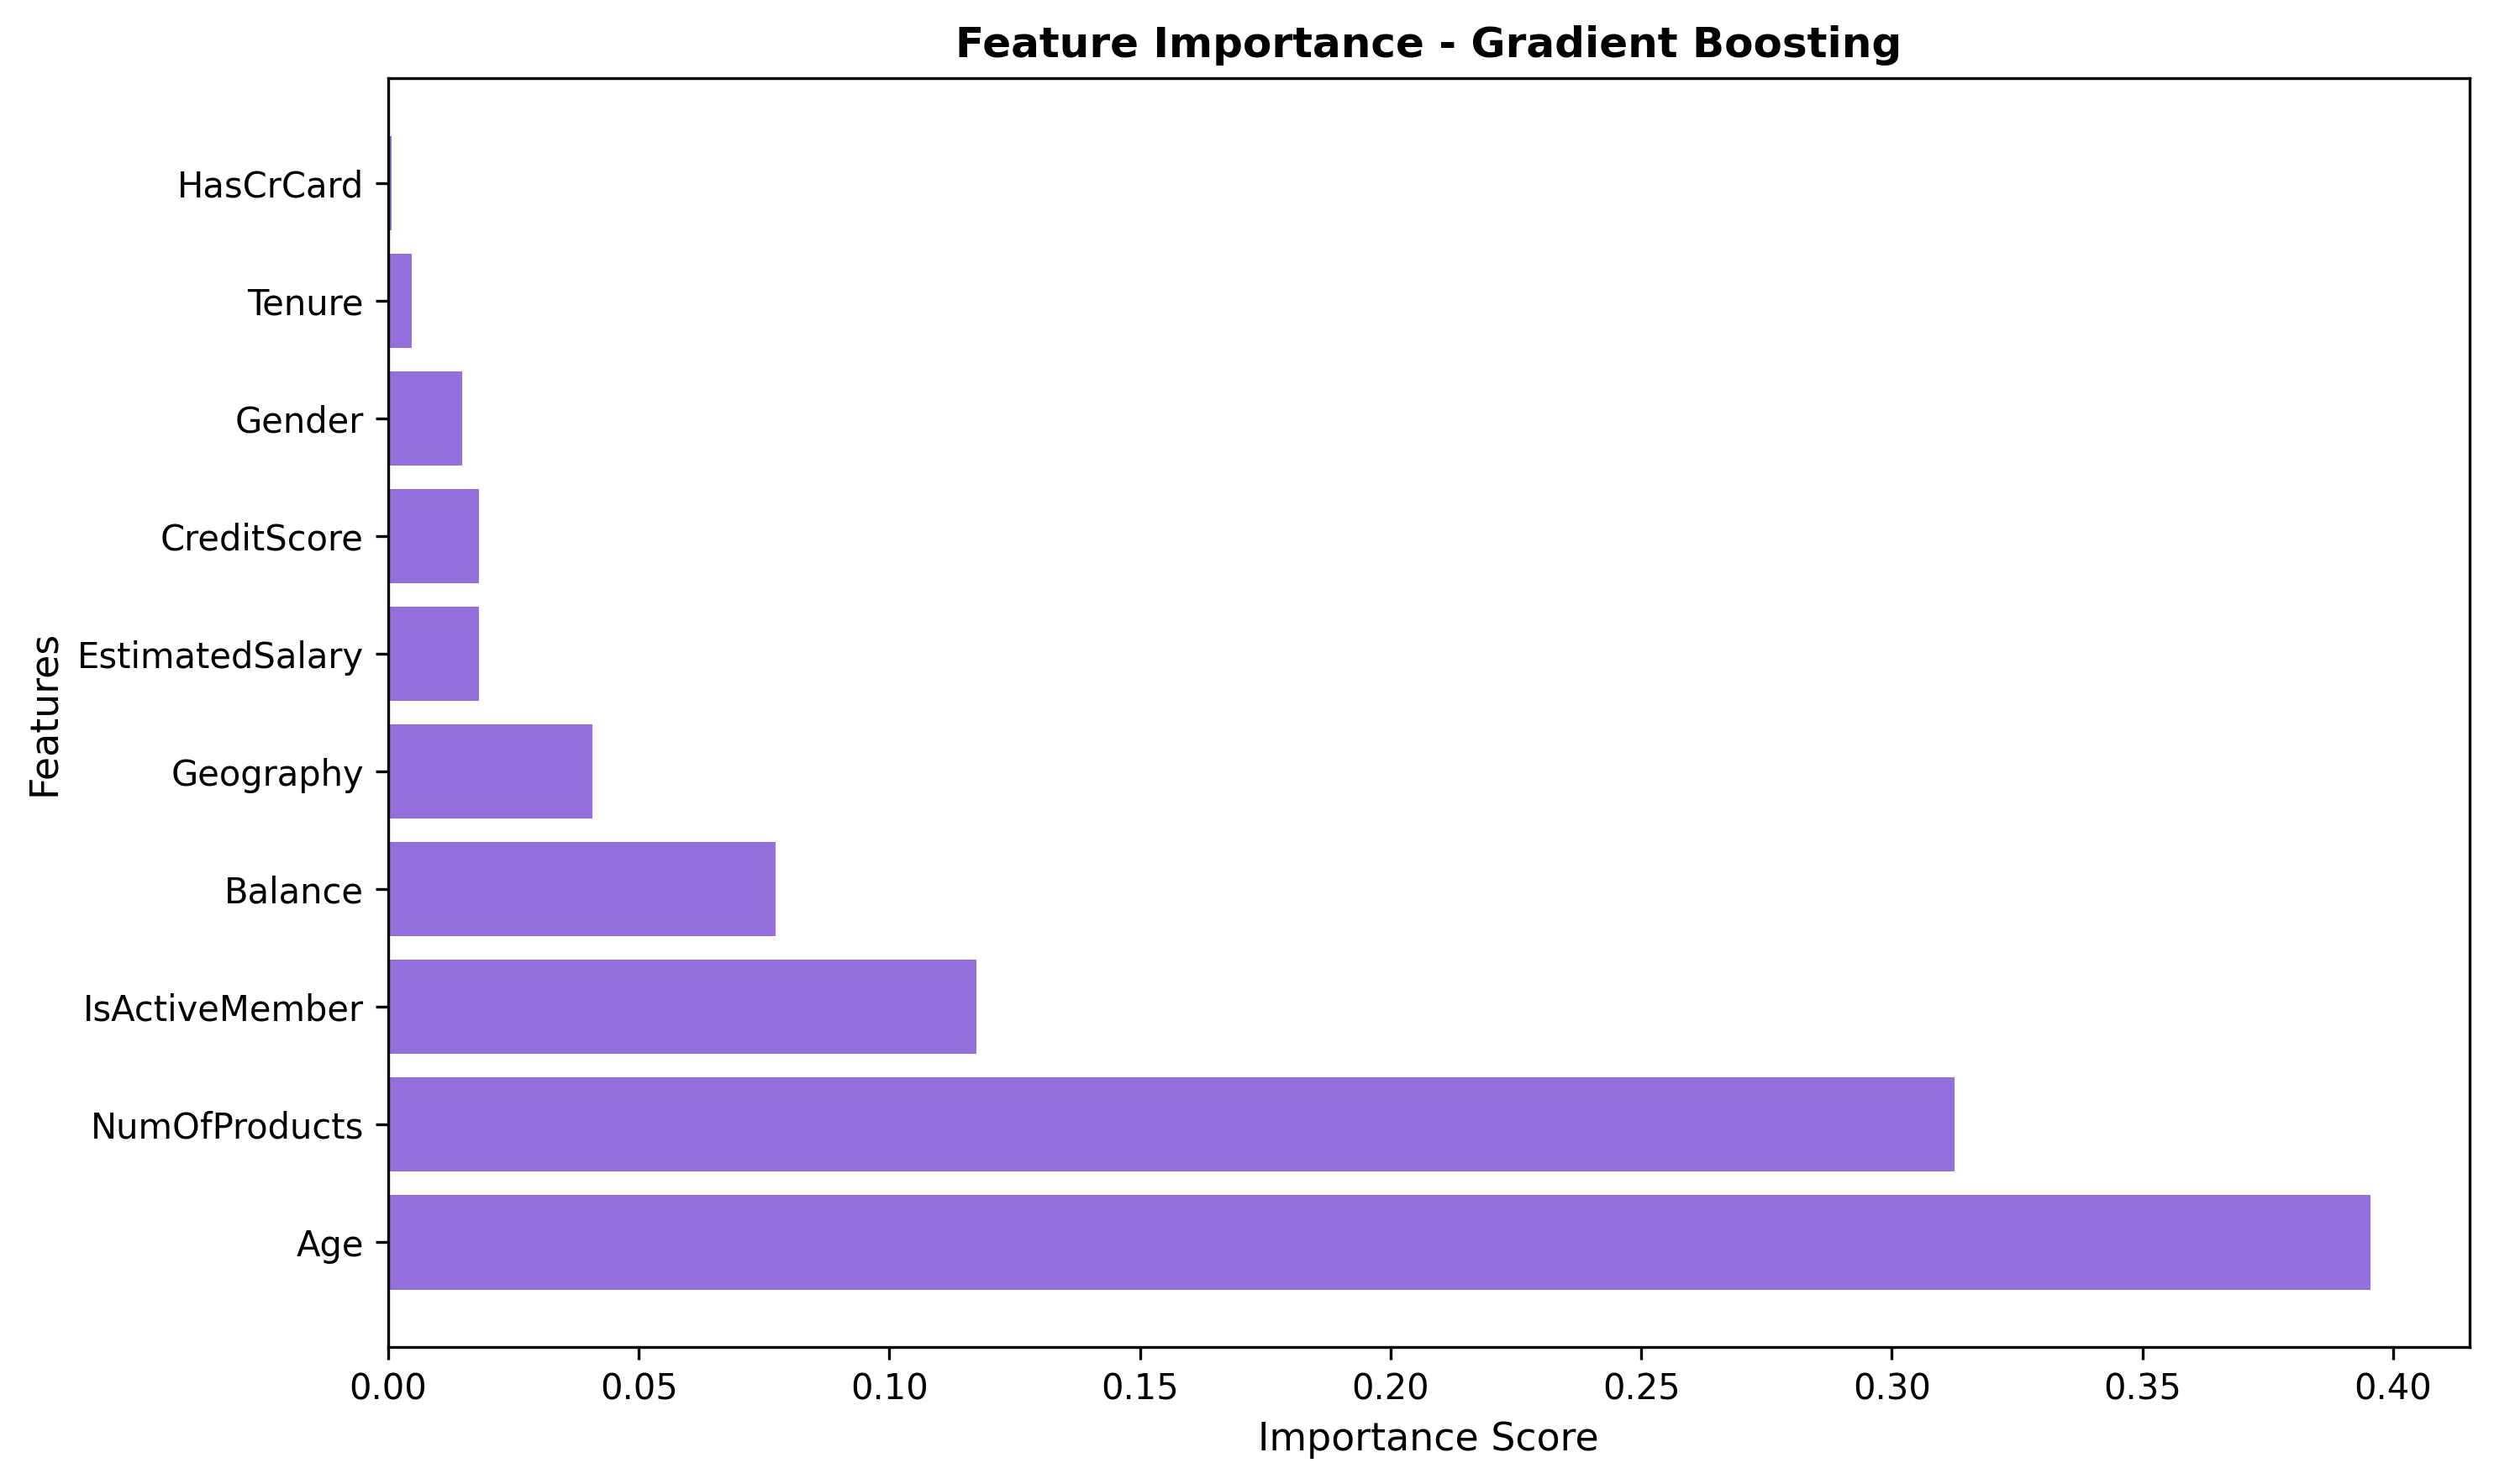 Feature Importance - Gradient Boosting
HasCrCard
Tenure
Gender
CreditScore
EstimatedSalary
Geography
Balance
IsActiveMember
NumOfProducts
Age
Features
0.00 0.05 0.10 0.15 0.20 0.25 0.30 0.35 0.40
Importance Score